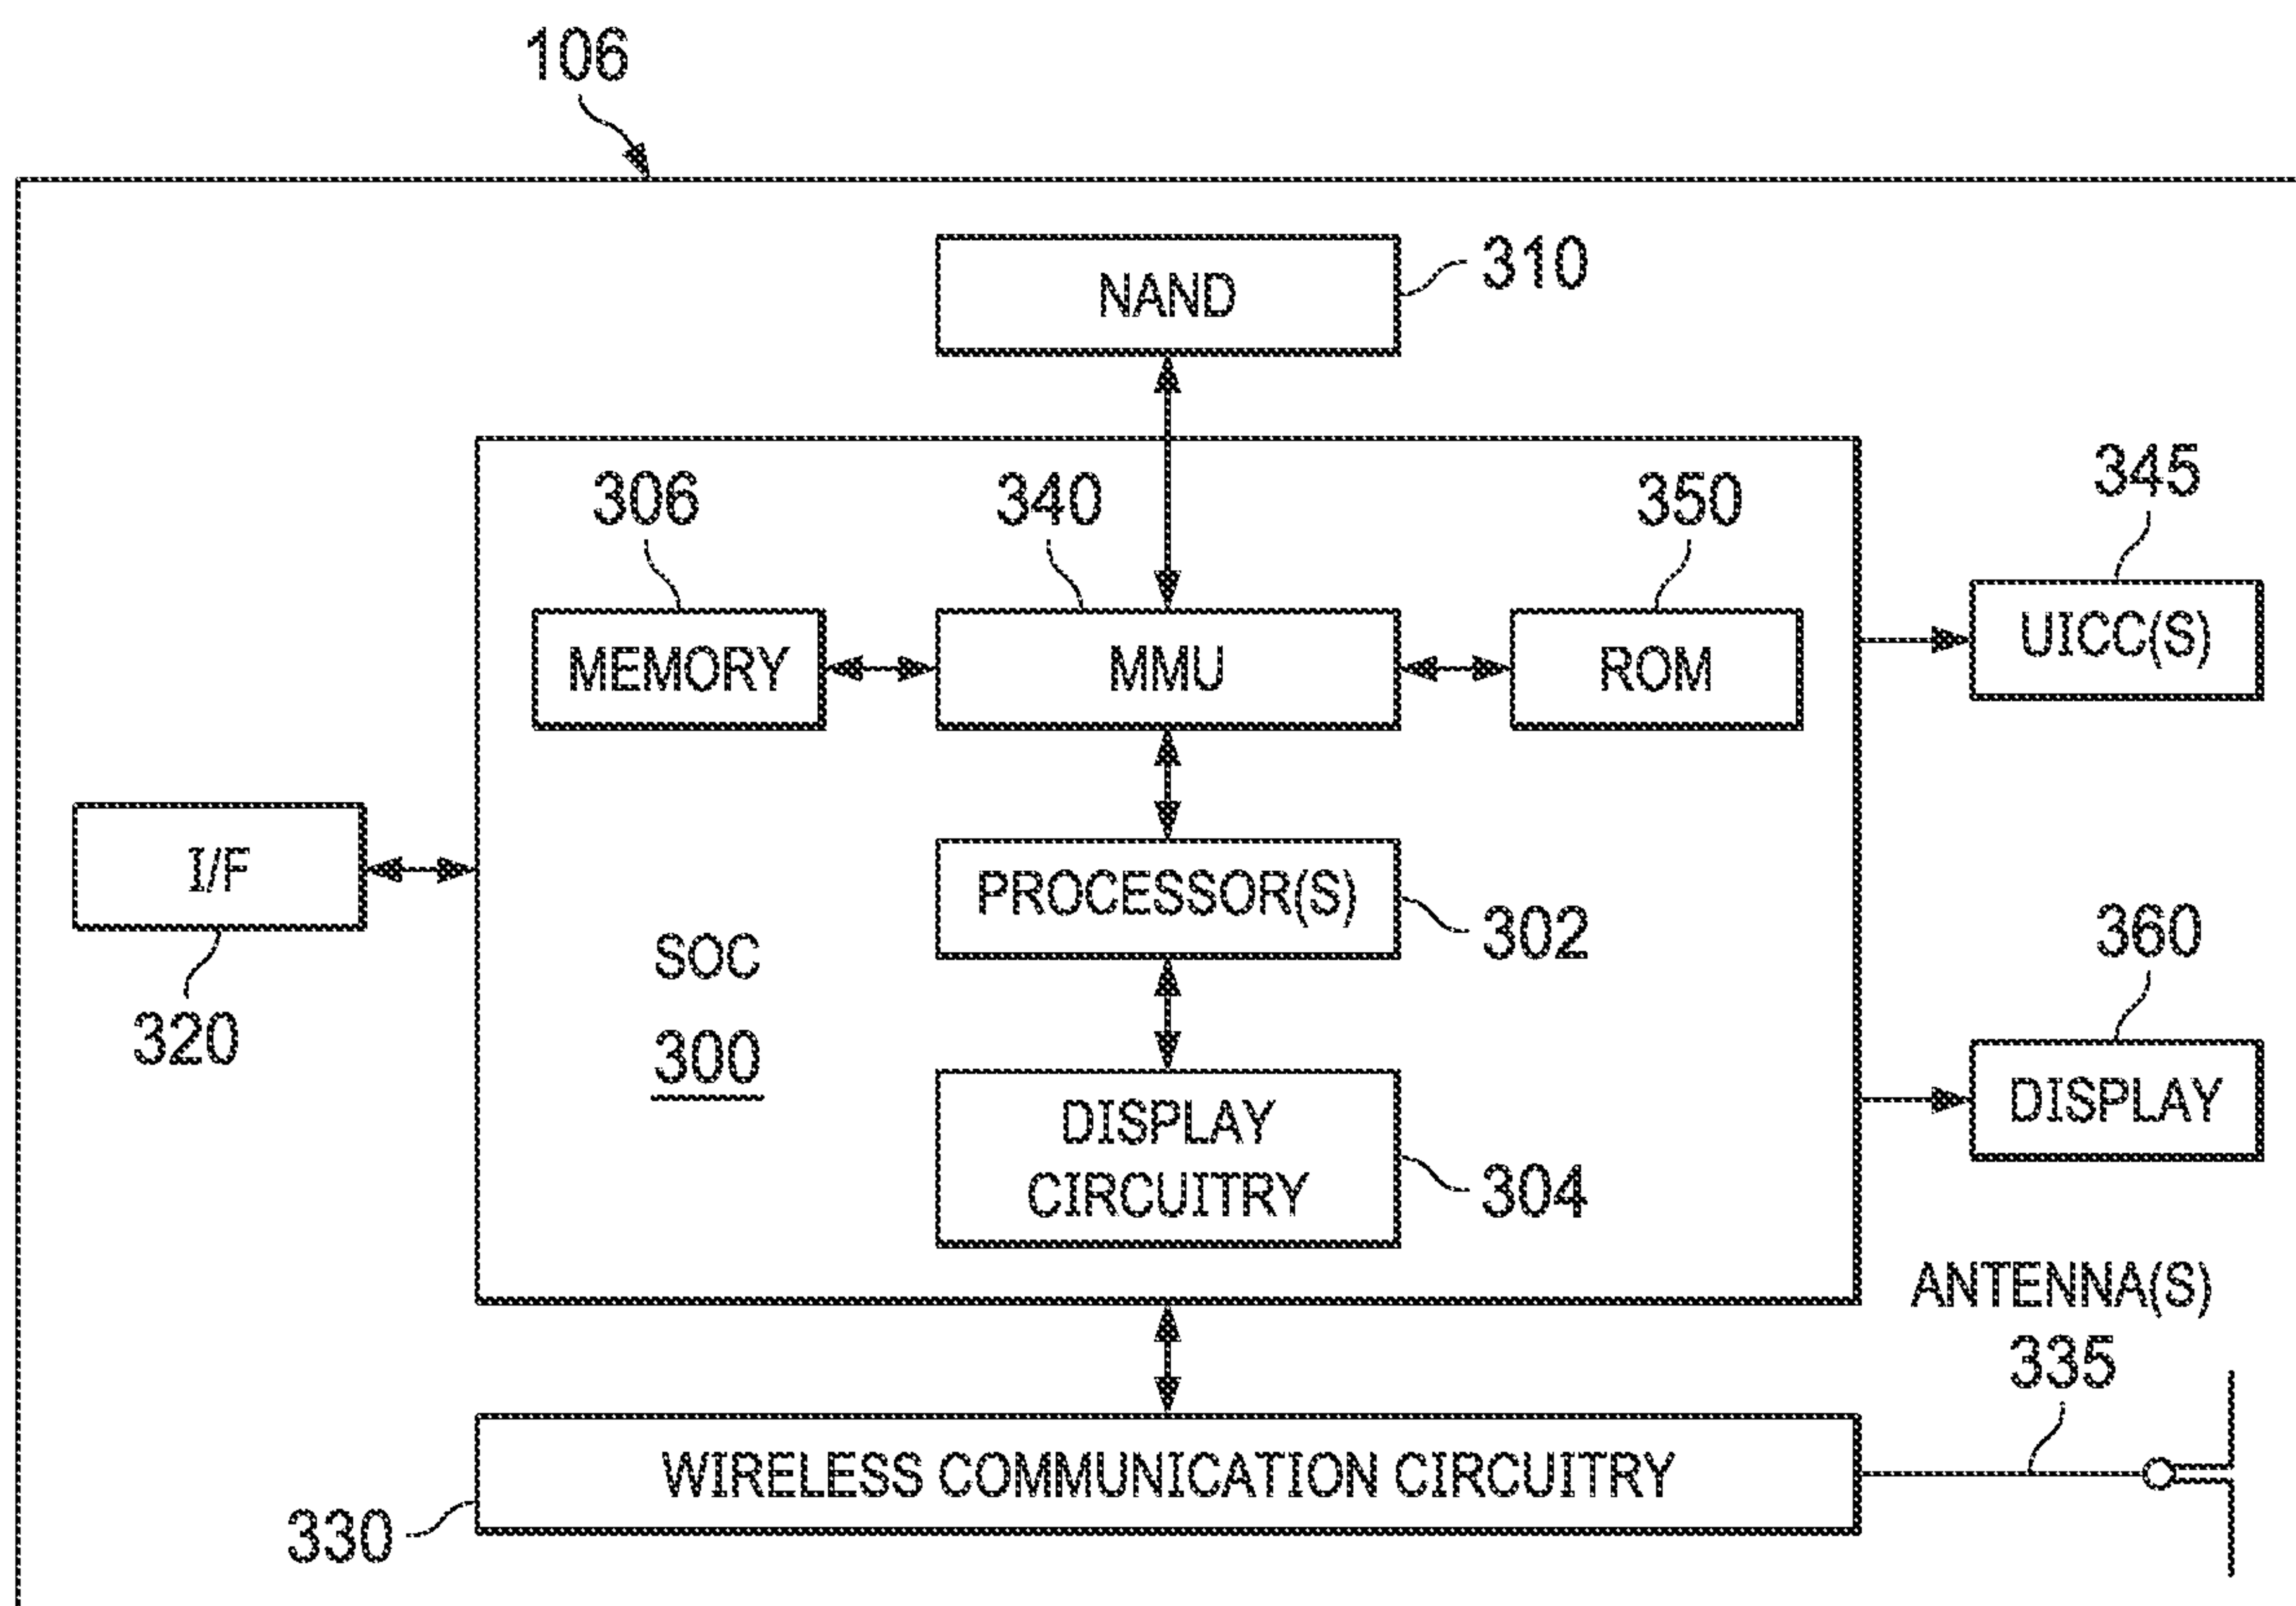 106
NAND
310
306
340
350
345
MEMORY
MMU
ROM
UICC(S)
I/F
320
PROCESSOR(S)
302
SOC
300
360
DISPLAY
DISPLAY
CIRCUITRY
304
ANTENNA(S)
335
WIRELESS COMMUNICATION CIRCUITRY
330